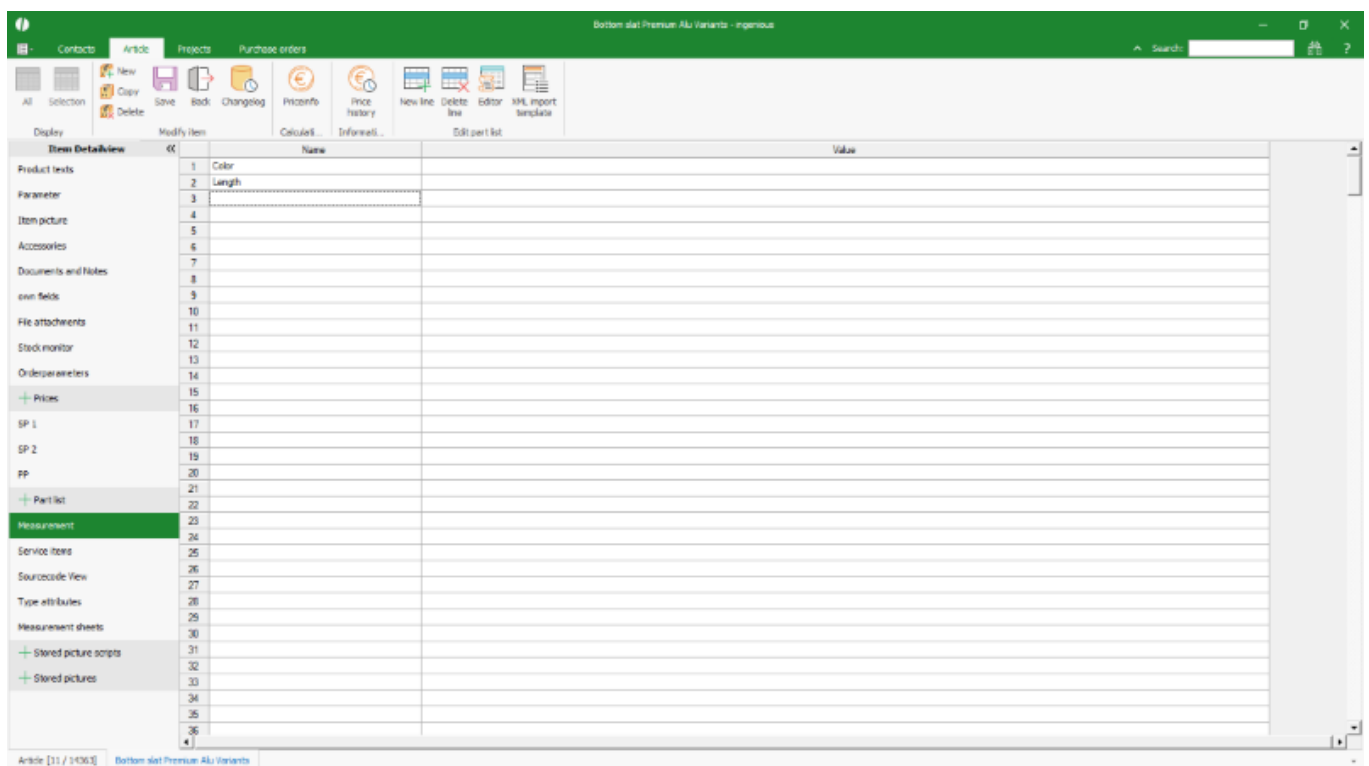 Bottom slat Premium Alu Variants - ingenious
Contacts Article Projects Purchase orders Search: ?
All Selection New Copy Delete Save Back Changelog Priceinfo Price history New line Delete line Editor XML import template
Display Modify item Calculati... Informati... Edit part list
Item Detailview << Name Value
Product texts
Parameter
Item picture
Accessories
Documents and Notes
own fields
File attachments
Stock monitor
Orderparameters
+ Prices
SP 1
SP 2
PP
+ Part list
Measurement
Service items
Sourcecode View
Type attributes
Measurement sheets
+ Stored picture scripts
+ Stored pictures
1 Color
2 Length
3
4
5
6
7
8
9
10
11
12
13
14
15
16
17
18
19
20
21
22
23
24
25
26
27
28
29
30
31
32
33
34
35
36
Article [11 / 14363] Bottom slat Premium Alu Variants